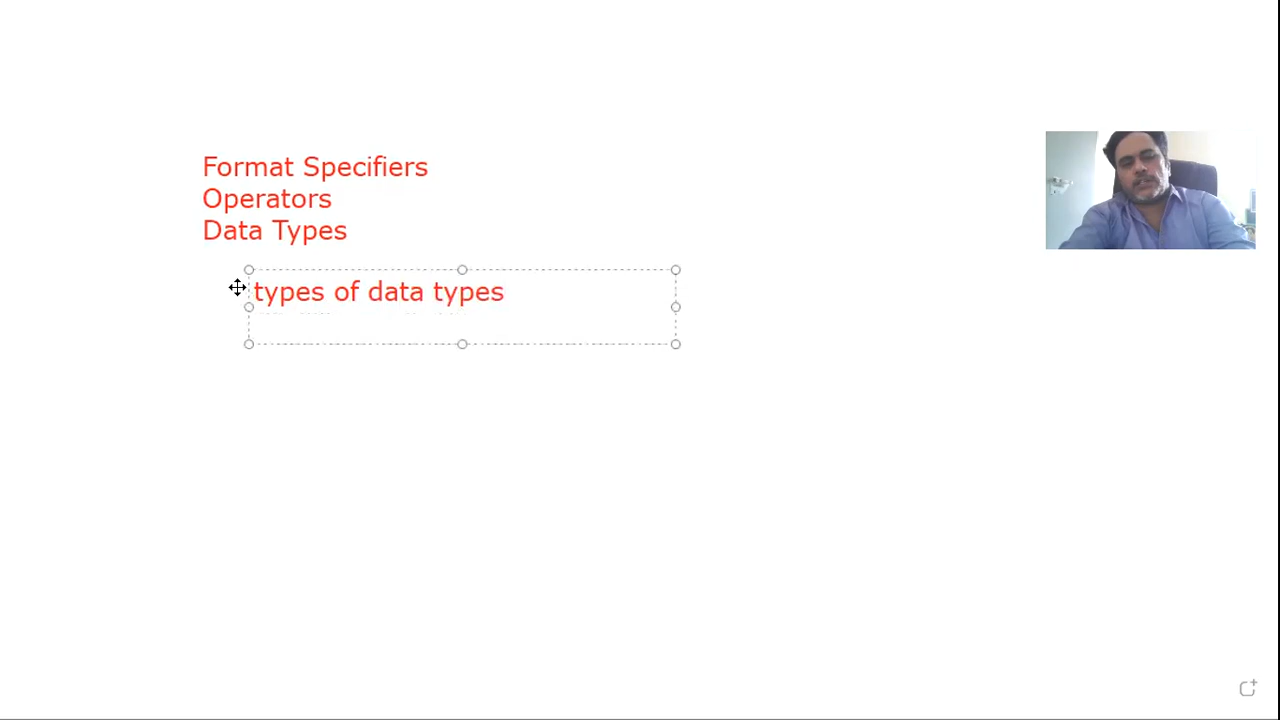 Format Specifiers
Operators
Data Types
types of data types